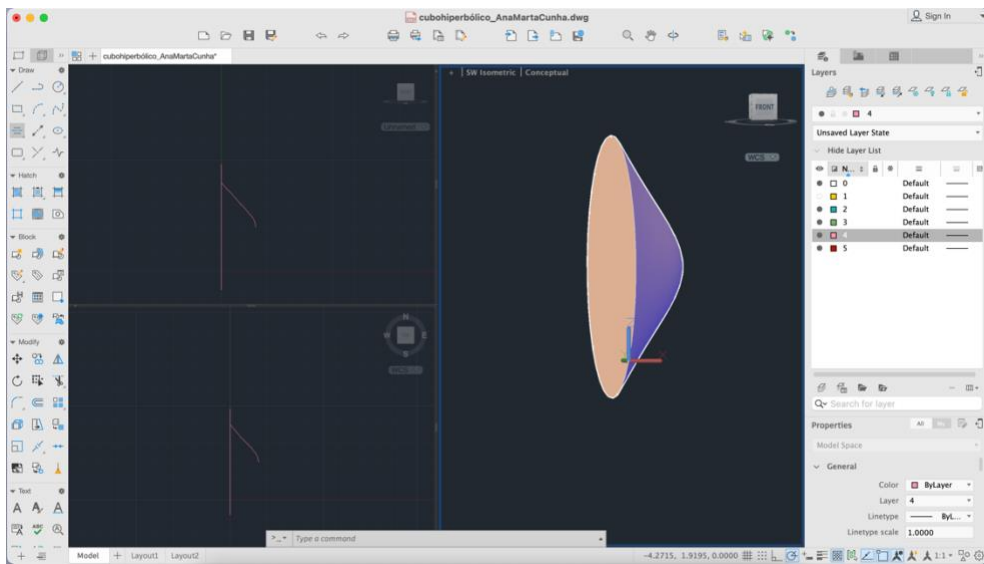 cubohiperbólico_AnaMartaCunha.dwg
Sign In
cubohiperbólico_AnaMartaCunha*
Draw
Hatch
Block
Modify
Text
Unnamed
N
WCS
+ | SW Isometric | Conceptual
FRONT
WCS
>_ Type a command
Model + Layout1 Layout2
-4.2715, 1.9195, 0.0000
1:1
Layers
4
Unsaved Layer State
Hide Layer List
N...
0 Default
1
2 Default
3 Default
4 Default
5 Default
Search for layer
Properties
All
Model Space
General
Color ByLayer
Layer 4
Linetype ByL...
Linetype scale 1.0000